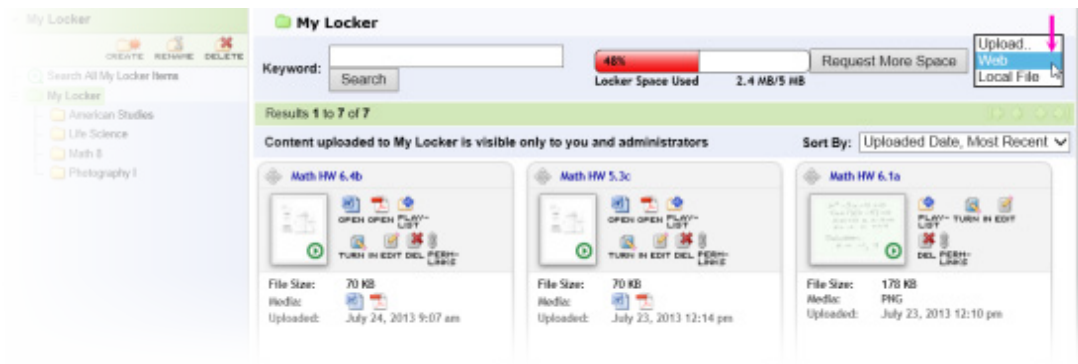 My Locker
CREATE RENAME DELETE
Search All My Locker Items
My Locker
American Studies
Life Science
Math 8
Photography I
My Locker
Keyword:
Search
48%
Locker Space Used 2.4 MB/5 MB
Request More Space
Upload..
Web
Local File
Results 1 to 7 of 7
Content uploaded to My Locker is visible only to you and administrators
Sort By: Uploaded Date, Most Recent
Math HW 6.4b
OPEN OPEN PLAY-
LIST
TURN IN EDIT DEL PERM-
LINKS
File Size: 70 KB
Media:
Uploaded: July 24, 2013 9:07 am
Math HW 5.3c
OPEN OPEN PLAY-
LIST
TURN IN EDIT DEL PERM-
LINKS
File Size: 70 KB
Media:
Uploaded: July 23, 2013 12:14 pm
Math HW 6.1a
PLAY- TURN IN EDIT
LIST
DEL PERM-
LINKS
File Size: 178 KB
Media: PNG
Uploaded: July 23, 2013 12:10 pm